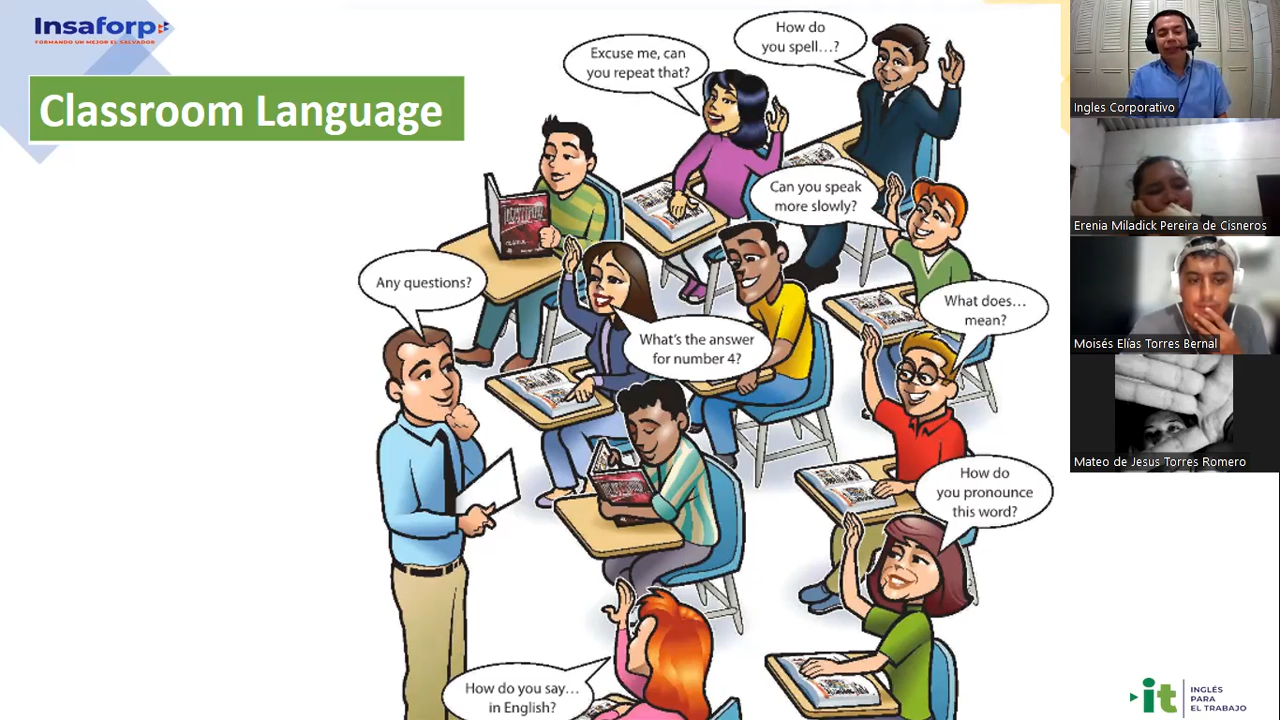 Insaforp
FORMANDO UN MEJOR EL SALVADOR
Classroom Language
How do
you spell...?
Excuse me, can
you repeat that?
Can you speak
more slowly?
Any questions?
What's the answer
for number 4?
What does...
mean?
How do
you pronounce
this word?
How do you say...
in English?
Ingles Corporativo
Erenia Miladick Pereira de Cisneros
Moisés Elías Torres Bernal
Mateo de Jesus Torres Romero
it
INGLÉS
PARA
EL TRABAJO